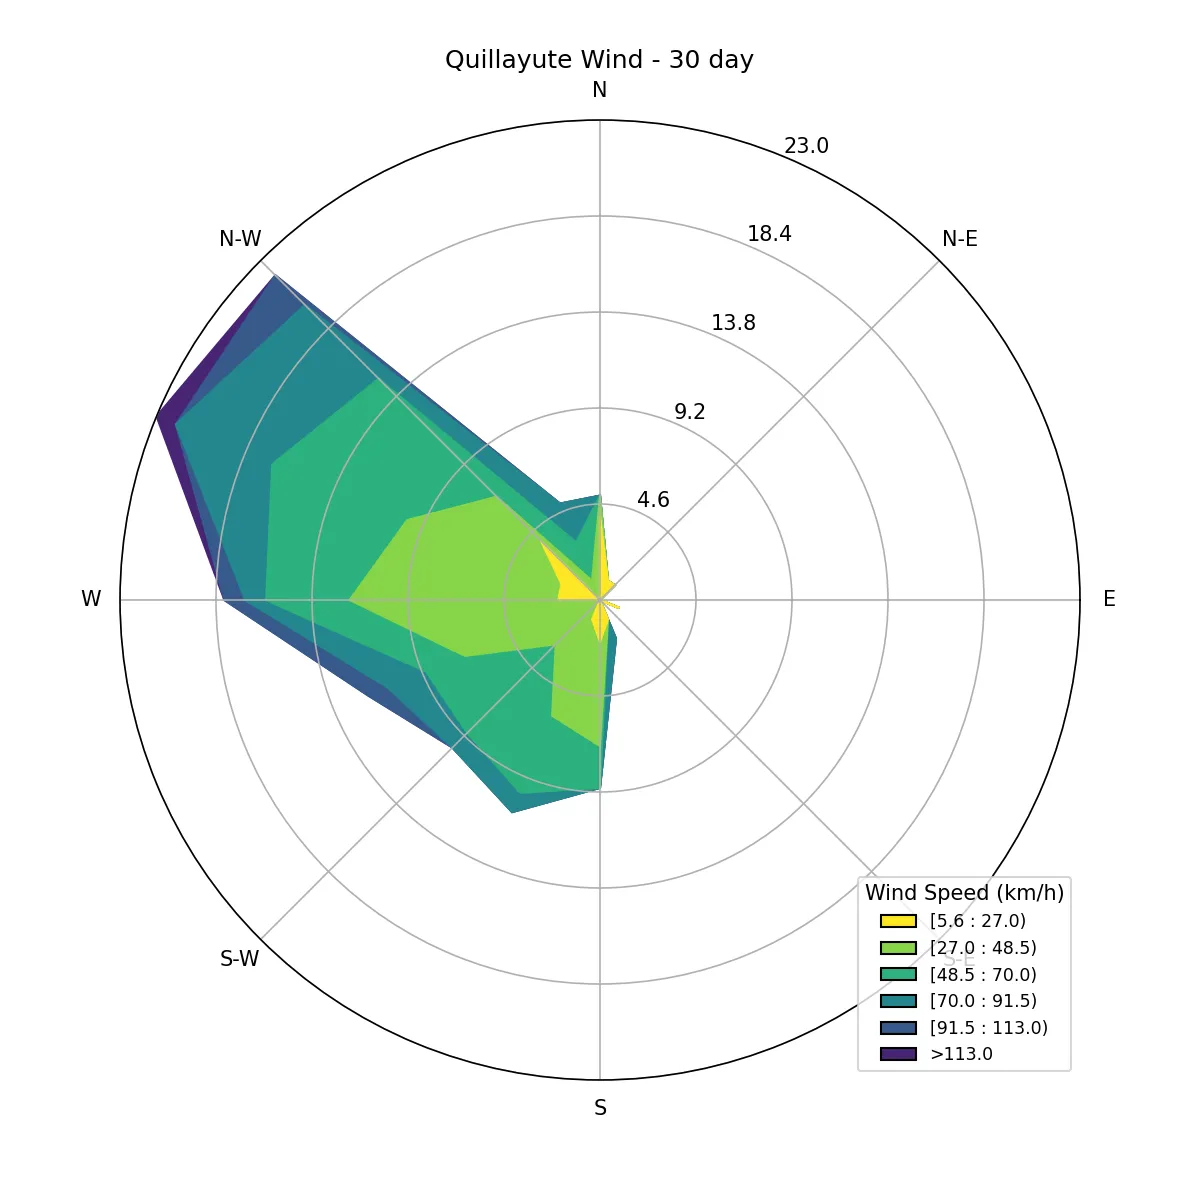 Quillayute Wind - 30 day
N
23.0
18.4
N-W
N-E
13.8
9.2
4.6
W
E
Wind Speed (km/h)
[5.6 : 27.0)
[27.0 : 48.5)
S-W
S-E
[48.5 : 70.0)
[70.0 : 91.5)
[91.5 : 113.0)
>113.0
S